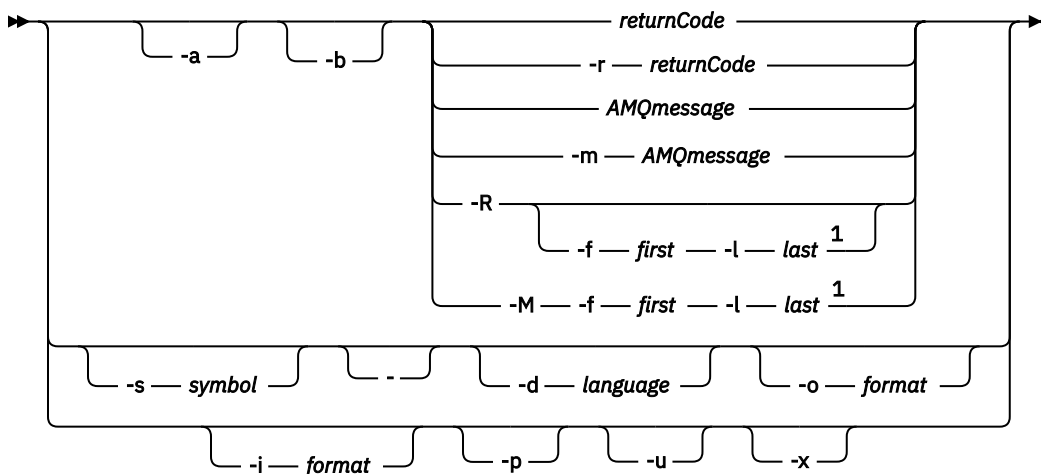 returnCode
-a -b -r returnCode
AMQmessage
-m AMQmessage
-R
-f first -l last 1
-M -f first -l last 1
-s symbol - -d language -o format
-i format -p -u -x